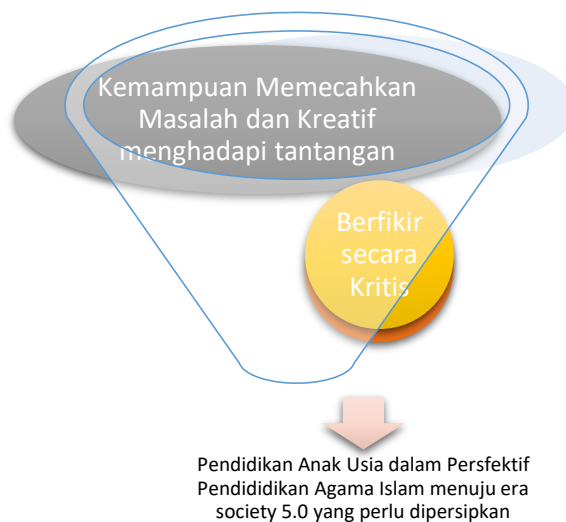 Kemampuan Memecahkan
Masalah dan Kreatif
menghadapi tantangan
Berfikir
secara
Kritis
Pendidikan Anak Usia dalam Persfektif
Pendididikan Agama Islam menuju era
society 5.0 yang perlu dipersipkan